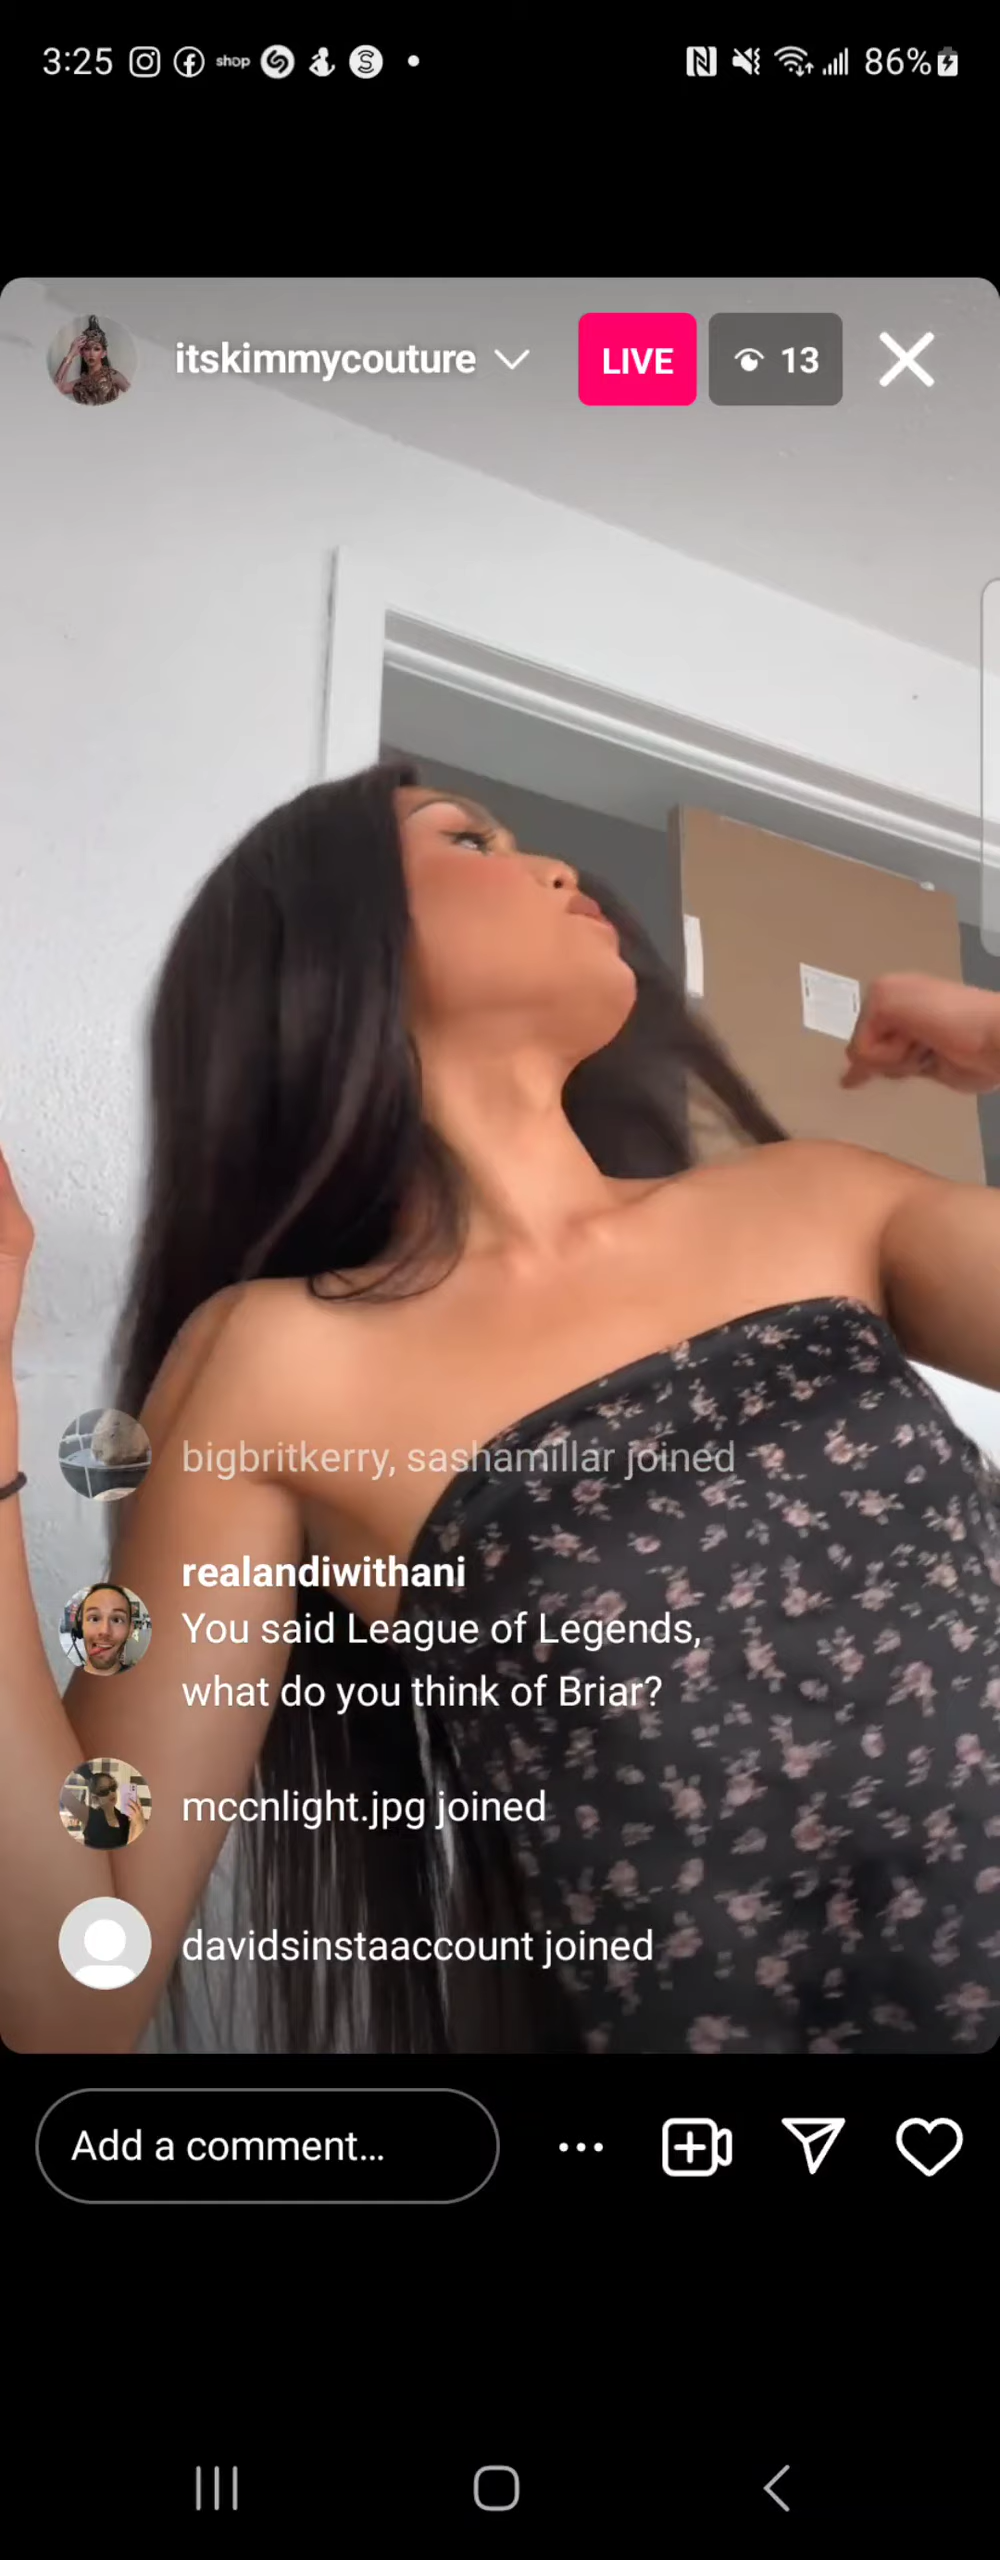 3:25 shop 86%
itskimmycouture LIVE 13
bigbritkerry, sashamillar joined
realandiwithani
You said League of Legends,
what do you think of Briar?
mccnlight.jpg joined
davidsinstaaccount joined
Add a comment...